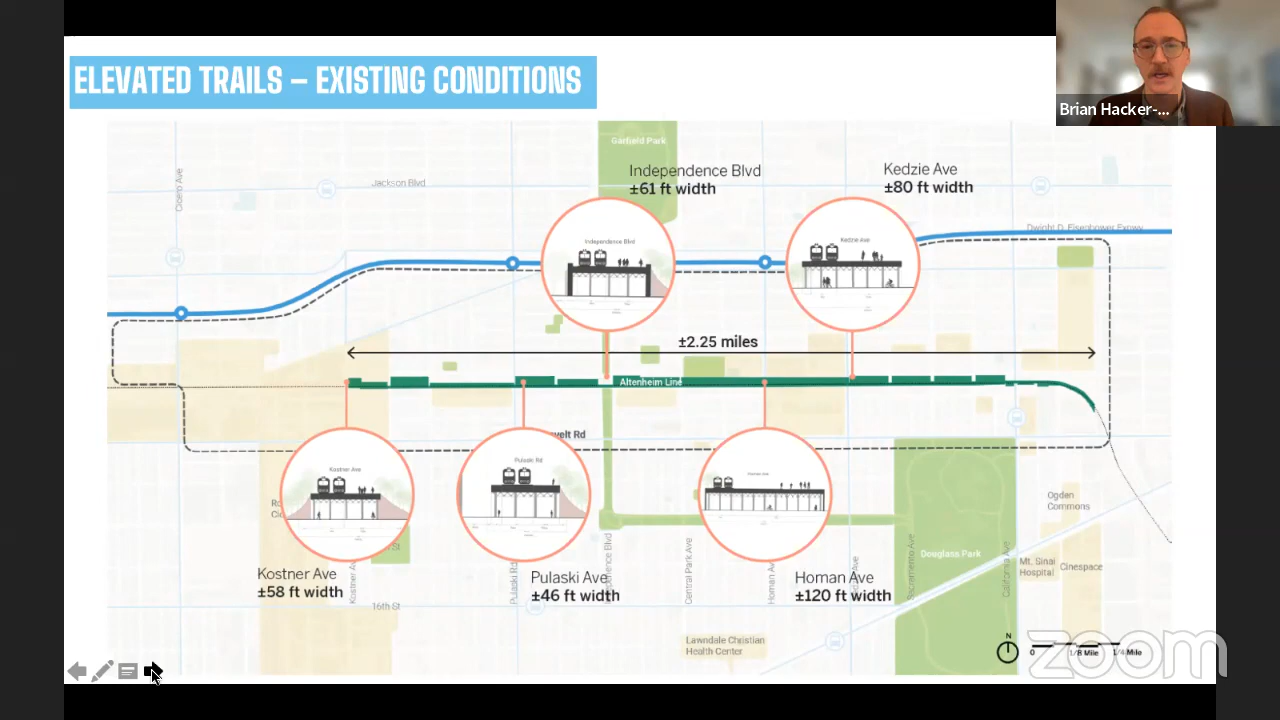 ELEVATED TRAILS – EXISTING CONDITIONS
Brian Hacker-...
Garfield Park
Independence Blvd
±61 ft width
Kedzie Ave
±80 ft width
Cicero Ave
Jackson Blvd
Dwight D. Eisenhower Expwy
Independence Blvd
Kedzie Ave
±2.25 miles
Altenheim Line
velt Rd
Kostner Ave
Pulaski Rd
Homan Ave
Ogden
Commons
Douglass Park
Mt. Sinai
Hospital
Cinespace
Kostner Ave
±58 ft width
Pulaski Ave
±46 ft width
Homan Ave
±120 ft width
Kostner Av
Pulaski Rd
Central Park Ave
Homan Av
Sacramento Ave
California Ave
16th St
Lawndale Christian
Health Center
N
0
1/8 Mile
1/4 Mile
zoom